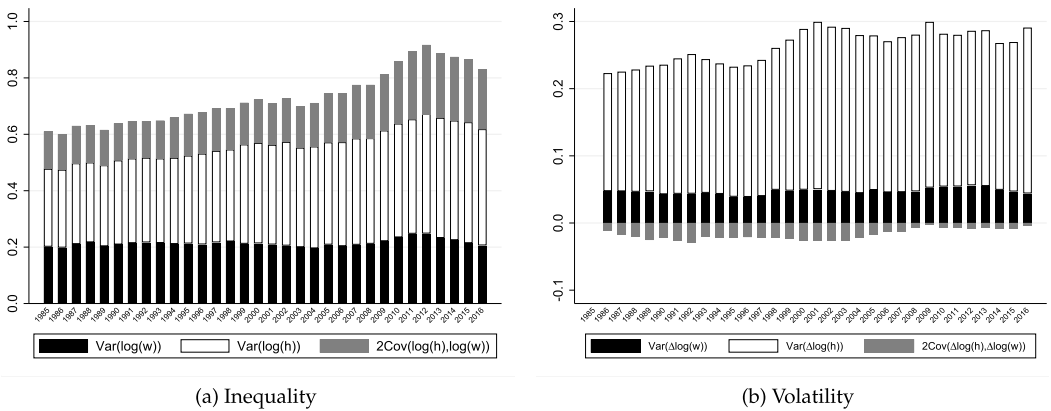 1.0
0.8
0.6
0.4
0.2
0.0
1985 1986 1987 1988 1989 1990 1991 1992 1993 1994 1995 1996 1997 1998 1999 2000 2001 2002 2003 2004 2005 2006 2007 2008 2009 2010 2011 2012 2013 2014 2015 2016
Var(log(w)) Var(log(h)) 2Cov(log(h),log(w))
(a) Inequality
0.3
0.2
0.1
0.0
-0.1
1985 1986 1987 1988 1989 1990 1991 1992 1993 1994 1995 1996 1997 1998 1999 2000 2001 2002 2003 2004 2005 2006 2007 2008 2009 2010 2011 2012 2013 2014 2015 2016
Var(Δlog(w)) Var(Δlog(h)) 2Cov(Δlog(h),Δlog(w))
(b) Volatility